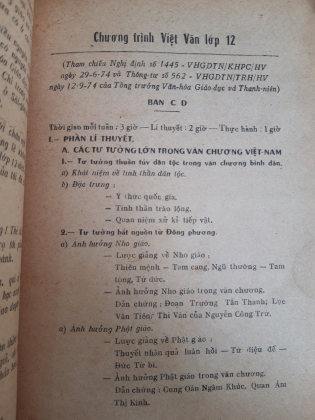 Chương trình Việt Văn lớp 12
(Tham chiếu Nghị định số 1445 - VHGDTN/KHPC/HV
ngày 29-6-74 và Thông-tư số 562 - VHGDTN/TRH/HV
ngày 12-9-74 của Tổng trưởng Văn-hóa Giáo-dục và Thanh-niên)
BAN C D
Thời gian mỗi tuần: 3 giờ — Lí thuyết: 2 giờ — Thực hành: 1 giờ
I.— PHẦN LÍ THUYẾT.
A. CÁC TƯ TƯỞNG LỚN TRONG VĂN CHƯƠNG VIỆT-NAM
1.— Tư tưởng thuần túy dân tộc trong văn chương bình dân.
a) Khái niệm về tinh thần dân tộc.
b) Đặc trưng :
— Ý thức quốc gia.
— Tinh thần trào lộng.
— Quan niệm xử kỉ tiếp vật.
2.— Tư tưởng bắt nguồn từ Đông phương.
a) Ảnh hưởng Nho giáo.
— Lược giảng về Nho giáo :
Thiên mệnh — Tam cang, Ngũ thường — Tam
tòng, Tứ đức.
— Ảnh hưởng Nho giáo trong văn chương.
Dẫn chứng : Đoạn Trường Tân Thanh; Lục
Vân Tiên/ Thi Văn của Nguyễn Công Trứ.
a) Ảnh hưởng Phật giáo.
— Lược giảng về Phật giáo :
Thuyết nhân quả luân hồi — Tứ diệu đế —
Đức Từ bi.
— Ảnh hưởng Phật giáo trong văn chương.
Dẫn chứng : Cung Oán Ngâm Khúc, Quan Âm
Thị Kính.